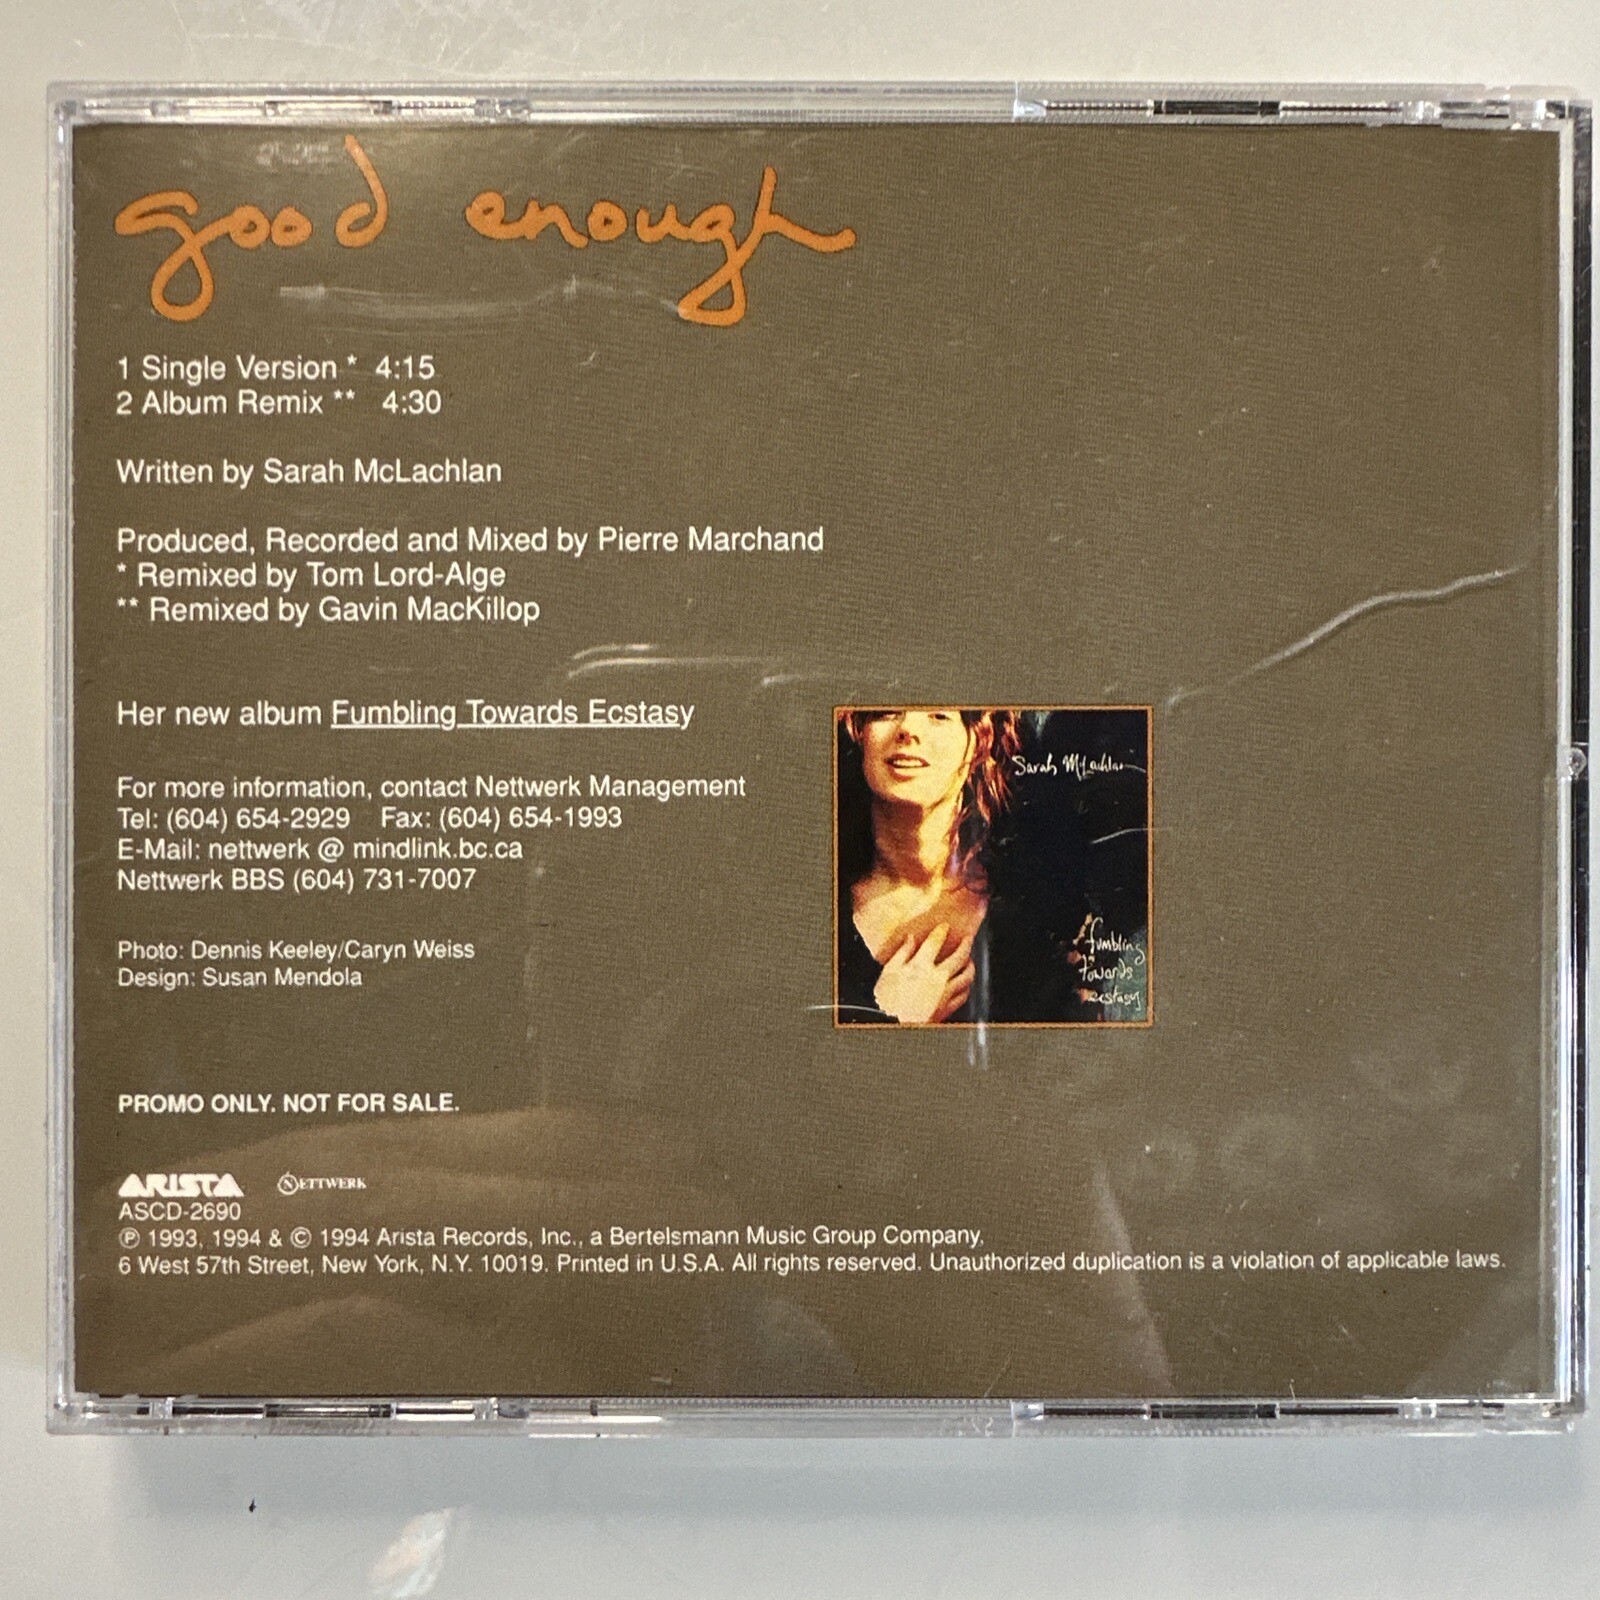 good enough
1 Single Version * 4:15
2 Album Remix ** 4:30
Written by Sarah McLachlan
Produced, Recorded and Mixed by Pierre Marchand
* Remixed by Tom Lord-Alge
** Remixed by Gavin MacKillop
Her new album Fumbling Towards Ecstasy
For more information, contact Nettwerk Management
Tel: (604) 654-2929 Fax: (604) 654-1993
E-Mail: nettwerk @ mindlink.bc.ca
Nettwerk BBS (604) 731-7007
Photo: Dennis Keeley/Caryn Weiss
Design: Susan Mendola
Sarah McLachlan
fumbling
towards
ecstasy
PROMO ONLY. NOT FOR SALE.
ARISTA NETTWERK
ASCD-2690
℗ 1993, 1994 & © 1994 Arista Records, Inc., a Bertelsmann Music Group Company,
6 West 57th Street, New York, N.Y. 10019. Printed in U.S.A. All rights reserved. Unauthorized duplication is a violation of applicable laws.